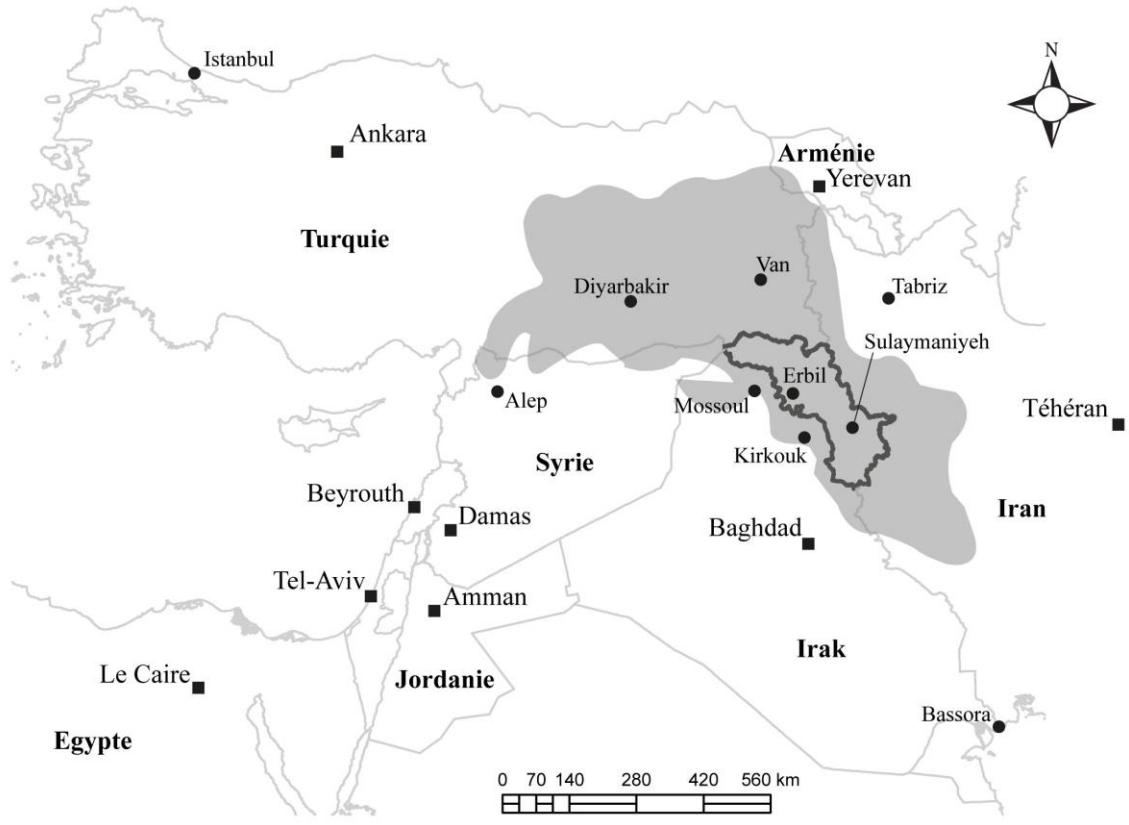 Istanbul
N
Ankara
Arménie
Yerevan
Turquie
Van
Diyarbakir
Tabriz
Sulaymaniyeh
Erbil
Alep
Mossoul
Téhéran
Kirkouk
Syrie
Beyrouth
Damas
Iran
Baghdad
Tel-Aviv
Amman
Irak
Le Caire
Jordanie
Bassora
Egypte
0 70 140 280 420 560 km